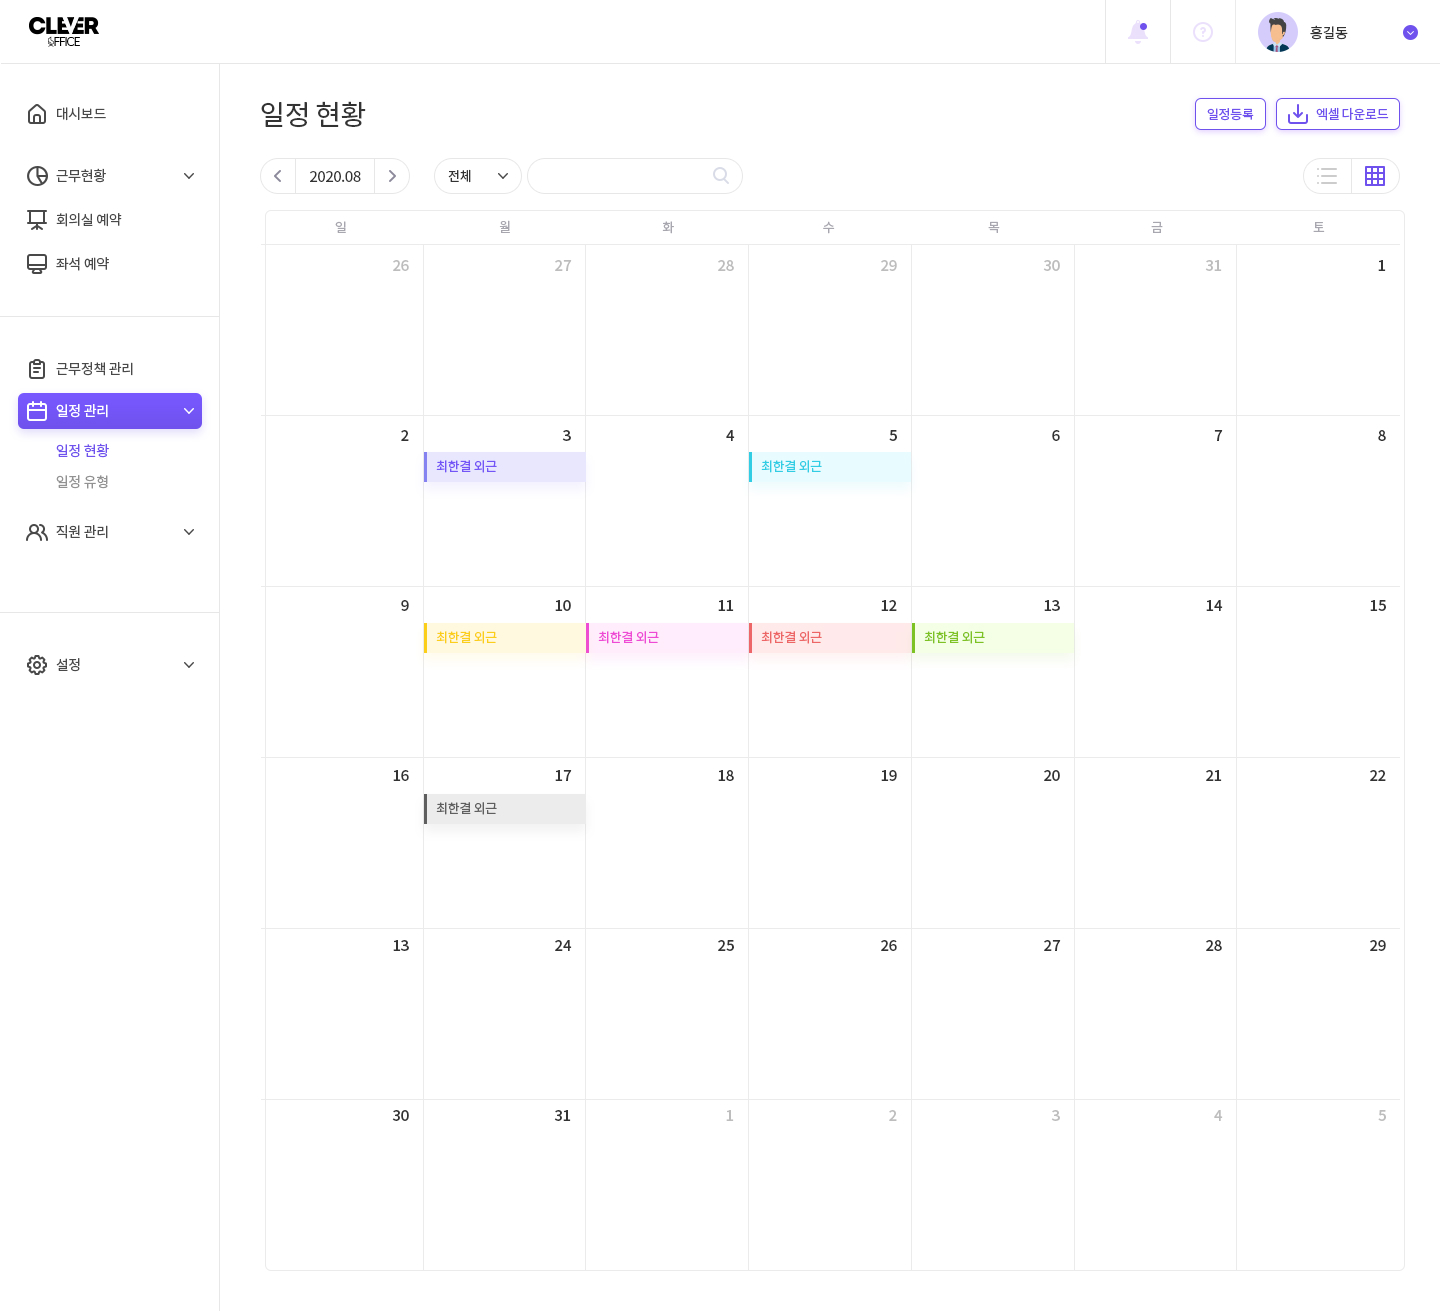 CLEVER
OFFICE
홍길동
대시보드
근무현황
회의실 예약
좌석 예약
근무정책 관리
일정 관리
일정 현황
일정 유형
직원 관리
설정
일정 현황
일정등록
엑셀 다운로드
2020.08
전체
일 월 화 수 목 금 토
26 27 28 29 30 31 1
2 3 4 5 6 7 8
최한결 외근 최한결 외근
9 10 11 12 13 14 15
최한결 외근 최한결 외근 최한결 외근 최한결 외근
16 17 18 19 20 21 22
최한결 외근
13 24 25 26 27 28 29
30 31 1 2 3 4 5